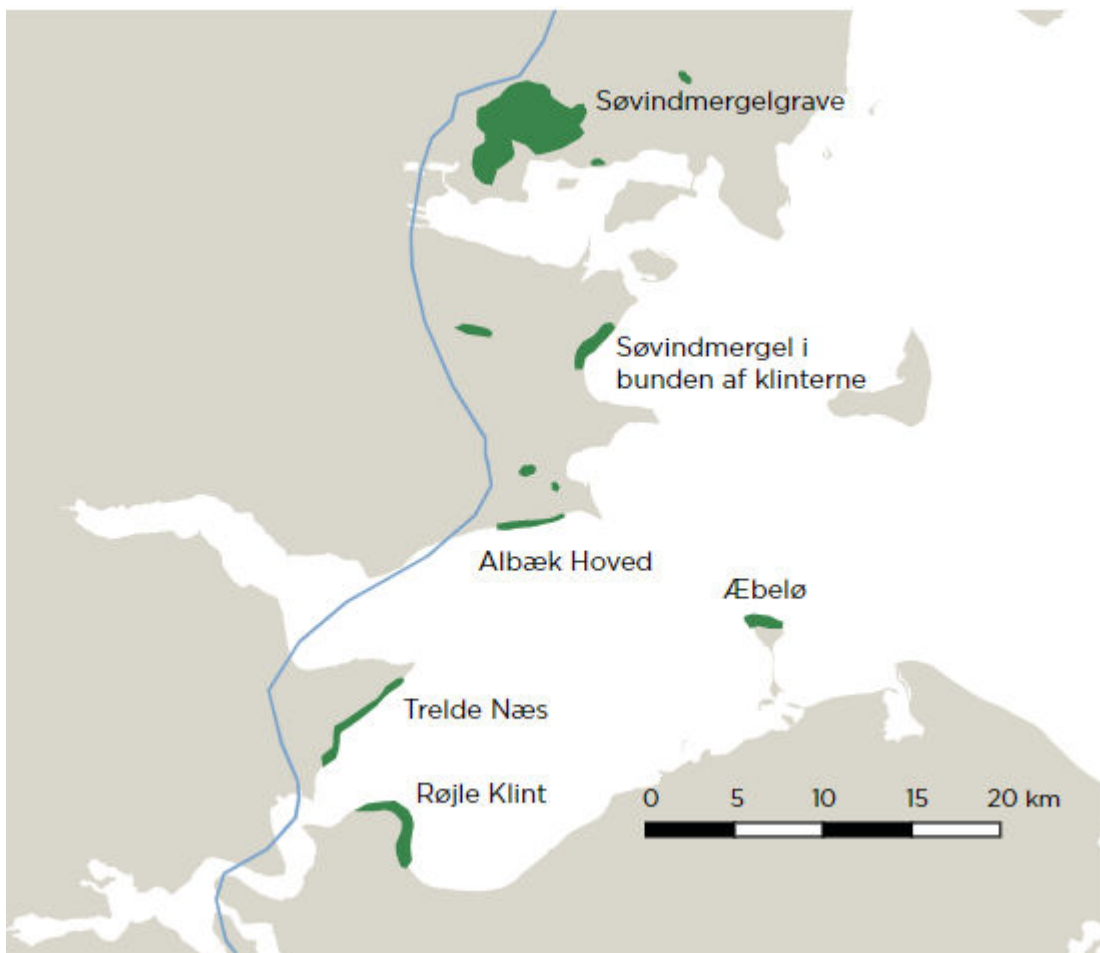 Søvindmergelgrave
Søvindmergel i
bunden af klinterne
Albæk Hoved
Æbelø
Trelde Næs
Røjle Klint
0 5 10 15 20 km